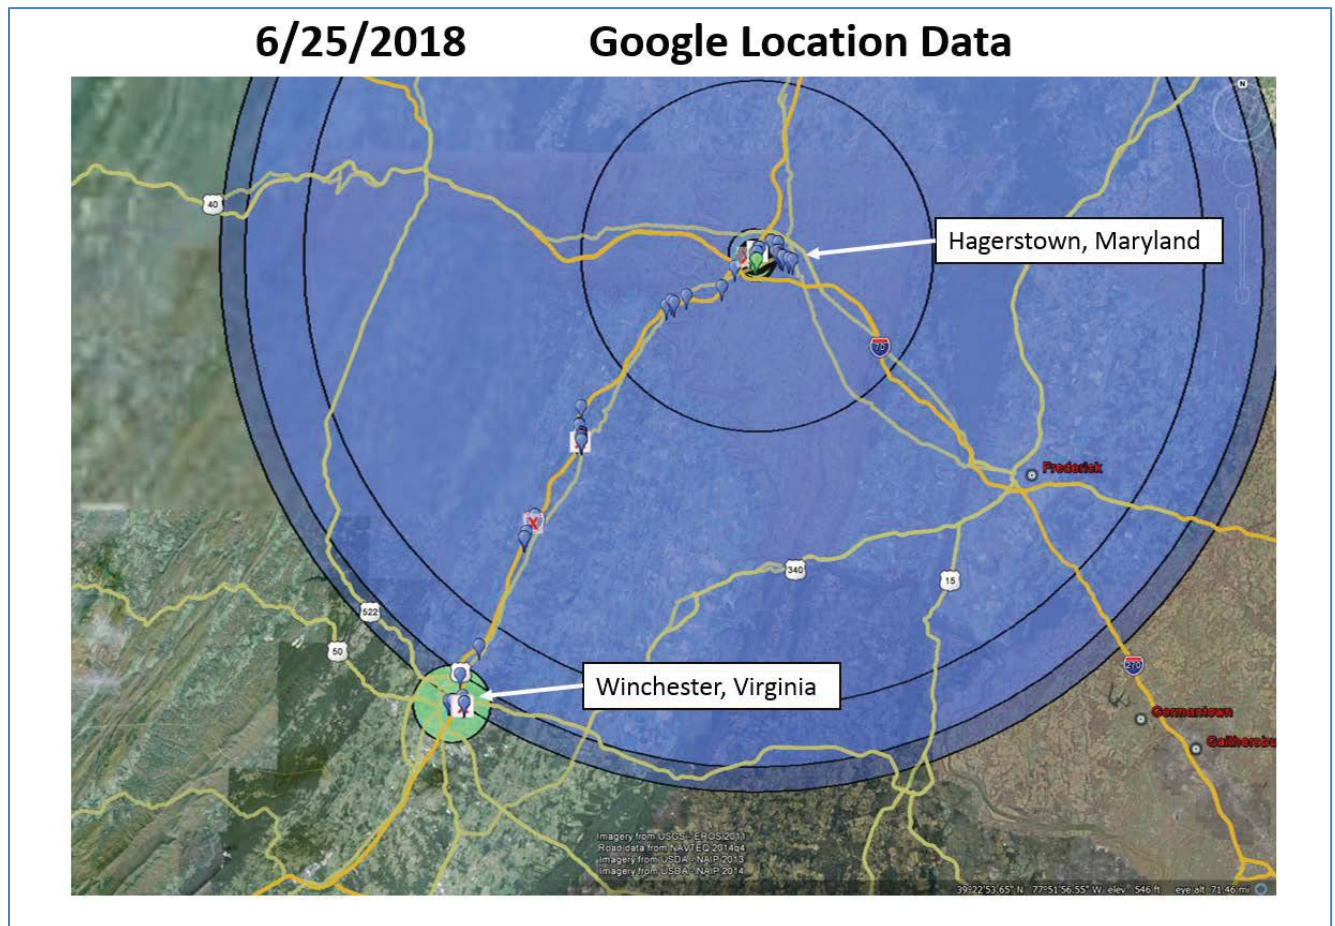 6/25/2018 Google Location Data
N
40
Hagerstown, Maryland
70
X
Frederick
340
15
522
50
270
Winchester, Virginia
Germantown
Imagery from USGS - EROS 2011
Road data from NAVTEQ 2014q4
Imagery from USDA - NAIP 2013
Imagery from USDA - NAIP 2014
39°22'53.65" N 77°51'56.55" W elev 546 ft eye alt 71.46 mi